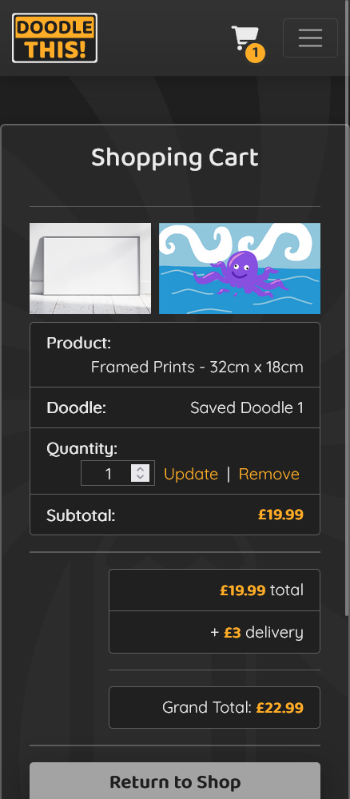 DOODLE
THIS!
1
Shopping Cart
Product:
Framed Prints - 32cm x 18cm
Doodle: Saved Doodle 1
Quantity:
1 Update | Remove
Subtotal: £19.99
£19.99 total
+ £3 delivery
Grand Total: £22.99
Return to Shop